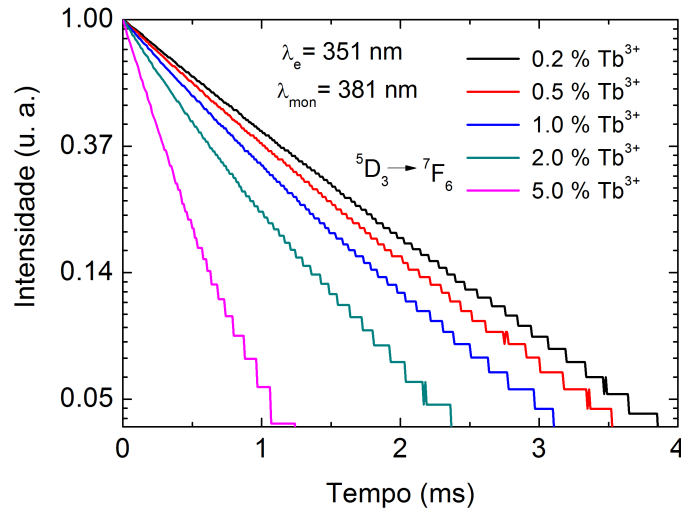 Intensidade (u. a.)
1.00
0.37
0.14
0.05
λe = 351 nm
λmon = 381 nm
⁵D₃ → ⁷F₆
0.2 % Tb³⁺
0.5 % Tb³⁺
1.0 % Tb³⁺
2.0 % Tb³⁺
5.0 % Tb³⁺
0 1 2 3 4
Tempo (ms)